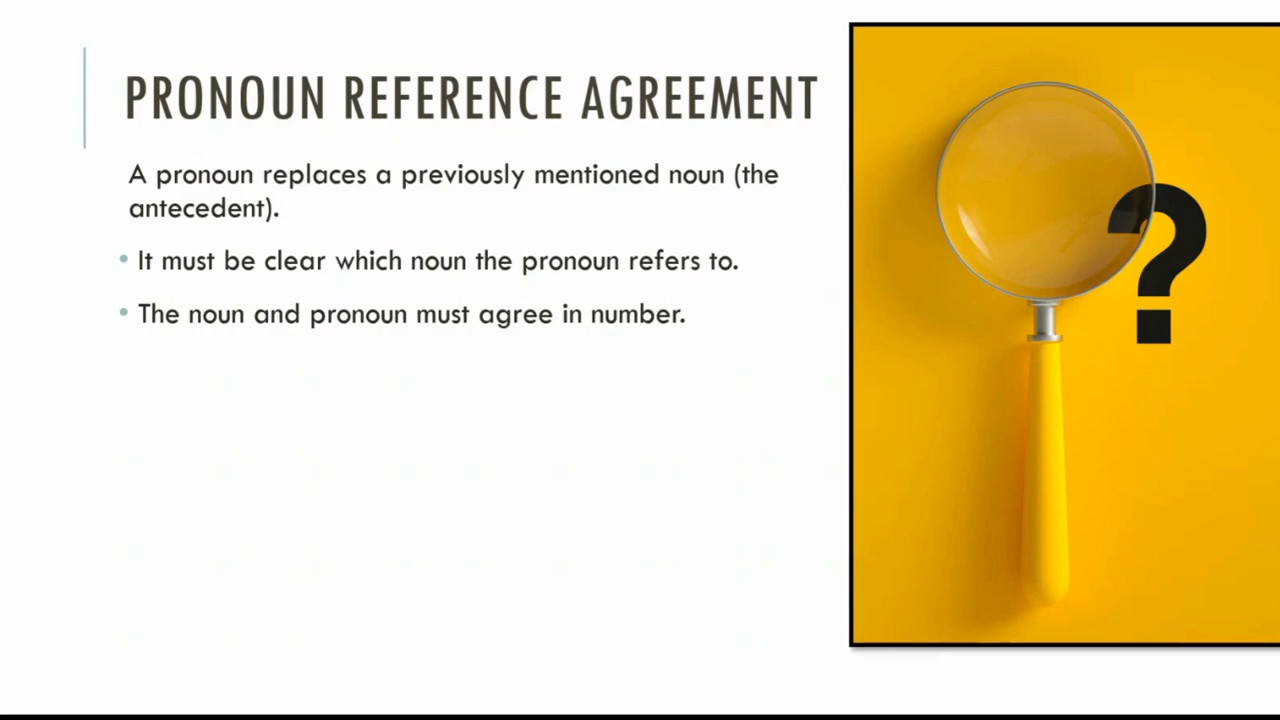 PRONOUN REFERENCE AGREEMENT
A pronoun replaces a previously mentioned noun (the
antecedent).
• It must be clear which noun the pronoun refers to.
• The noun and pronoun must agree in number.
?